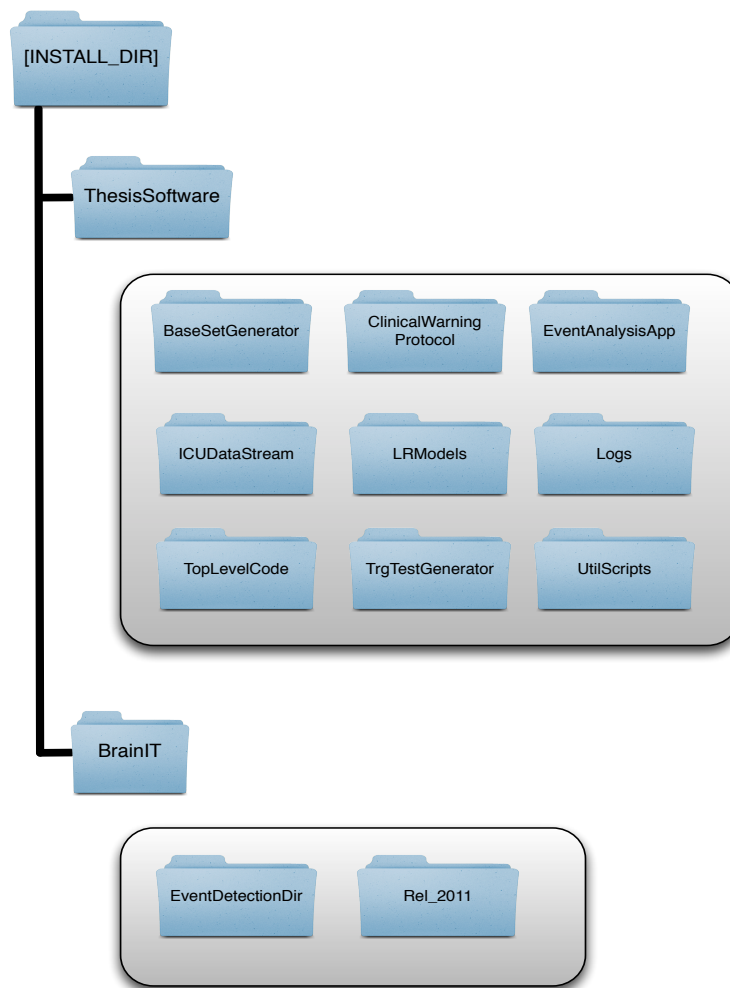 [INSTALL_DIR]
ThesisSoftware
BaseSetGenerator
ClinicalWarning
Protocol
EventAnalysisApp
ICUDataStream
LRModels
Logs
TopLevelCode
TrgTestGenerator
UtilScripts
BrainIT
EventDetectionDir
Rel_2011